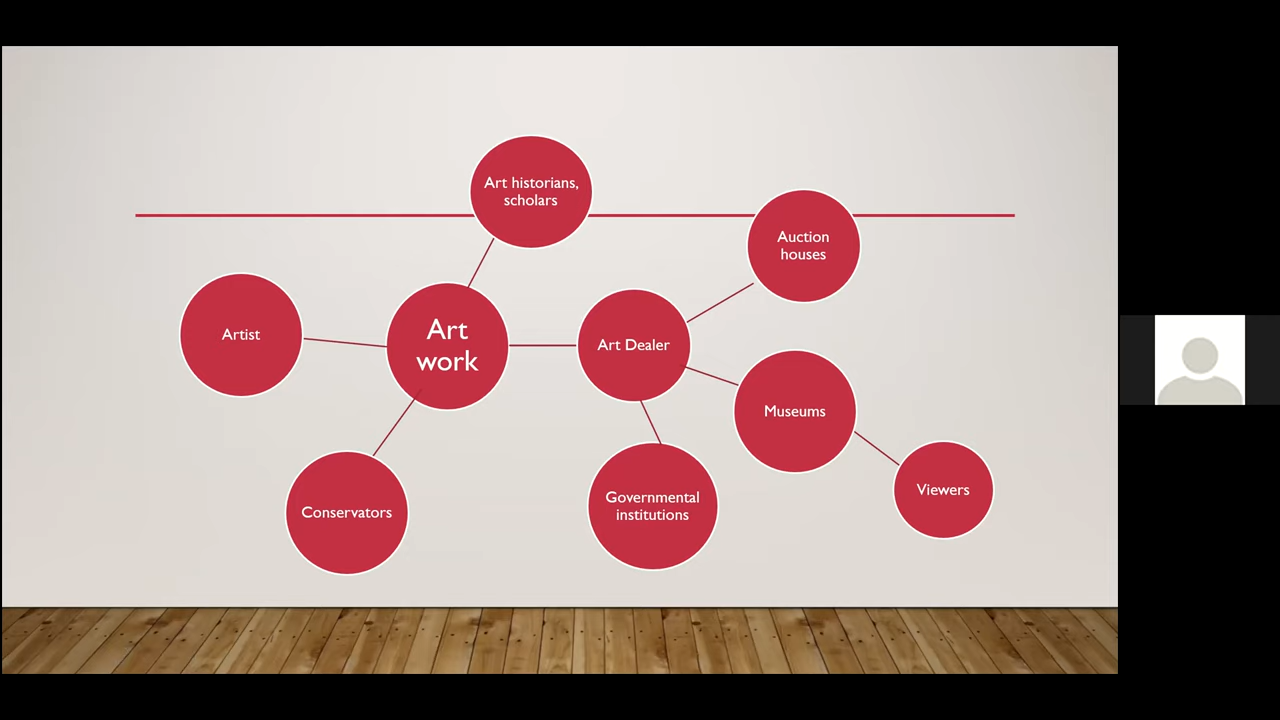 Art historians,
scholars
Auction
houses
Artist
Art
work
Art Dealer
Museums
Viewers
Governmental
institutions
Conservators